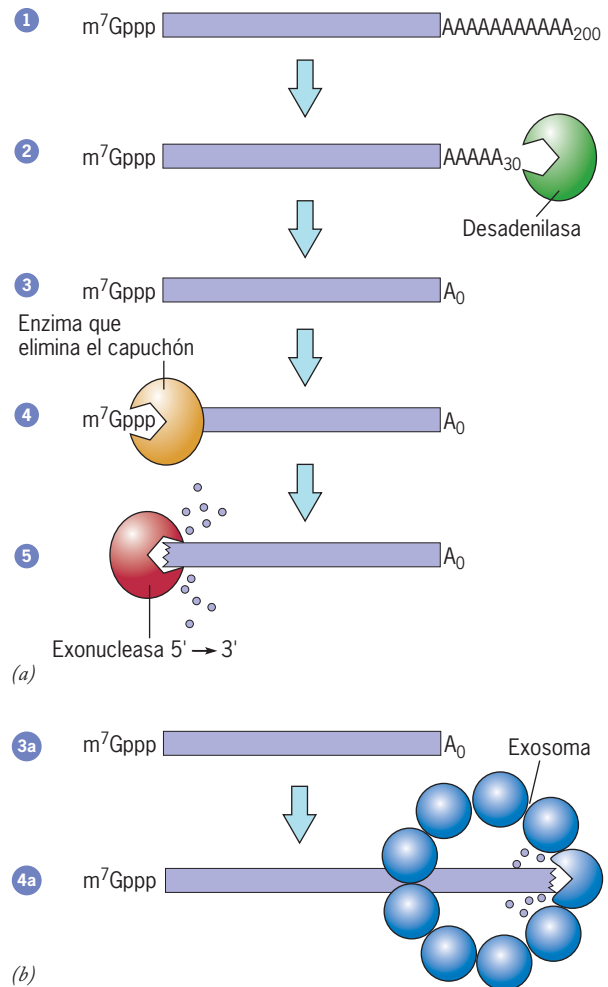 1 m⁷Gppp AAAAAAAAAAA₂₀₀
2 m⁷Gppp AAAAA₃₀
Desadenilasa
3 m⁷Gppp A₀
Enzima que
elimina el capuchón
4 m⁷Gppp A₀
5 A₀
Exonucleasa 5' → 3'
(a)
3a m⁷Gppp A₀
Exosoma
4a m⁷Gppp
(b)